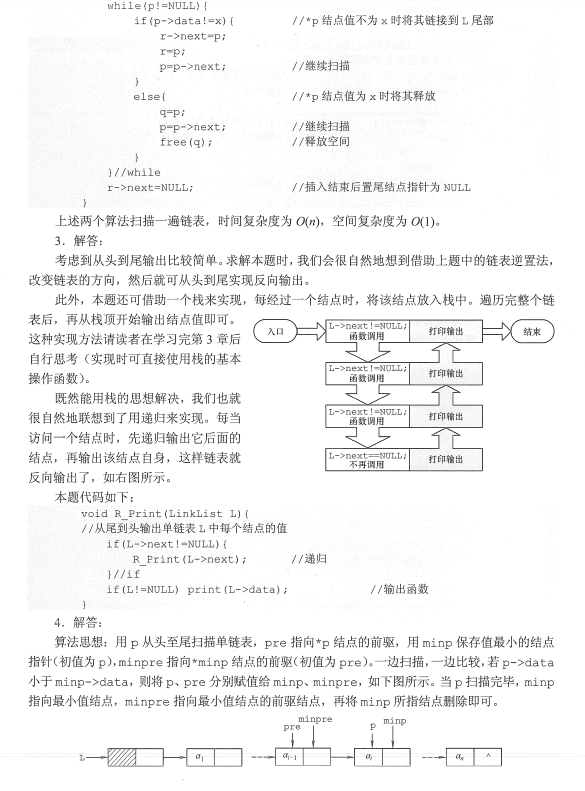 while(p!=NULL){
if(p->data!=x){ //*p 结点值不为 x 时将其链接到 L 尾部
r->next=p;
r=p;
p=p->next; //继续扫描
}
else{ //*p 结点值为 x 时将其释放
q=p;
p=p->next; //继续扫描
free(q); //释放空间
}
}//while
r->next=NULL; //插入结束后置尾结点指针为 NULL
}
上述两个算法扫描一遍链表，时间复杂度为 O(n)，空间复杂度为 O(1)。
3．解答：
考虑到从头到尾输出比较简单。求解本题时，我们会很自然地想到借助上题中的链表逆置法，
改变链表的方向，然后就可从头到尾实现反向输出。
此外，本题还可借助一个栈来实现，每经过一个结点时，将该结点放入栈中。遍历完整个链
表后，再从栈顶开始输出结点值即可。
这种实现方法请读者在学习完第 3 章后
自行思考（实现时可直接使用栈的基本
操作函数）。
既然能用栈的思想解决，我们也就
很自然地联想到了用递归来实现。每当
访问一个结点时，先递归输出它后面的
结点，再输出该结点自身，这样链表就
反向输出了，如右图所示。
入口
L->next!=NULL;
函数调用
打印输出
结束
L->next!=NULL;
函数调用
打印输出
L->next!=NULL;
函数调用
打印输出
L->next==NULL;
不再调用
打印输出
本题代码如下：
void R_Print(LinkList L){
//从尾到头输出单链表 L 中每个结点的值
if(L->next!=NULL){
R_Print(L->next); //递归
}//if
if(L!=NULL) print(L->data); //输出函数
}
4．解答：
算法思想：用 p 从头至尾扫描单链表，pre 指向*p 结点的前驱，用 minp 保存值最小的结点
指针（初值为 p），minpre 指向*minp 结点的前驱（初值为 pre）。一边扫描，一边比较，若 p->data
小于 minp->data，则将 p、pre 分别赋值给 minp、minpre，如下图所示。当 p 扫描完毕，minp
指向最小值结点，minpre 指向最小值结点的前驱结点，再将 minp 所指结点删除即可。
pre minpre p minp
L a1 ai-1 ai an ^